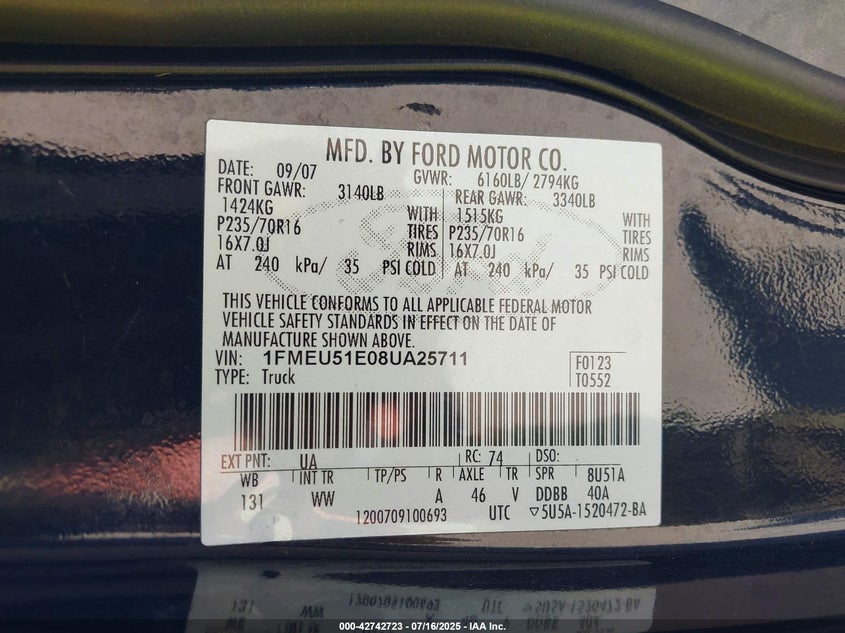 MFD. BY FORD MOTOR CO.
DATE: 09/07 GVWR: 6160LB/ 2794KG
FRONT GAWR: 3140LB REAR GAWR: 3340LB
1424KG WITH 1515KG WITH
P235/70R16 TIRES P235/70R16 TIRES
16X7.0J RIMS 16X7.0J RIMS
AT 240 kPa/ 35 PSI COLD AT 240 kPa/ 35 PSI COLD
THIS VEHICLE CONFORMS TO ALL APPLICABLE FEDERAL MOTOR
VEHICLE SAFETY STANDARDS IN EFFECT ON THE DATE OF
MANUFACTURE SHOWN ABOVE.
VIN: 1FMEU51E08UA25711 F0123
TYPE: Truck T0552
EXT PNT: UA RC: 74 DSO:
WB INT TR TP/PS R AXLE TR SPR 8U51A
131 WW A 46 V DDBB 40A
1200709100693 UTC ▽5U5A-1520472-BA
000-42742723 - 07/16/2025 - IAA Inc.